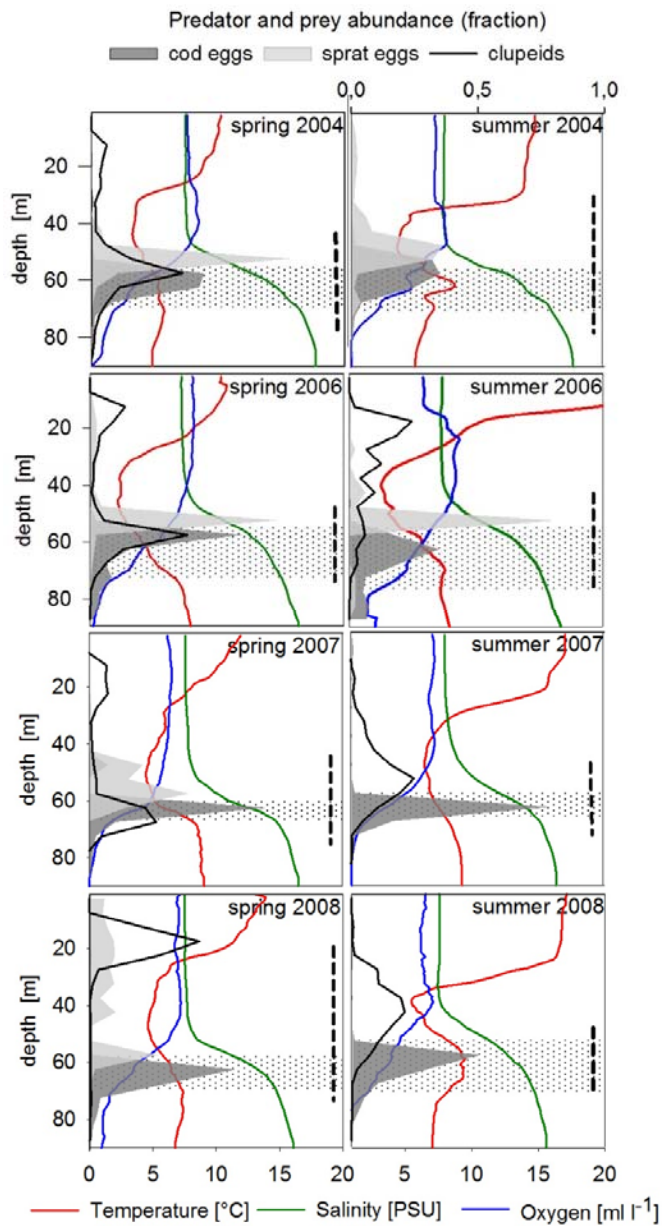 Predator and prey abundance (fraction)
cod eggs sprat eggs clupeids
0,0 0,5 1,0
spring 2004 summer 2004
20
40
60
80
depth [m]
spring 2006 summer 2006
20
40
60
80
depth [m]
spring 2007 summer 2007
20
40
60
80
depth [m]
spring 2008 summer 2008
20
40
60
80
depth [m]
0 5 10 15 20 5 10 15 20
Temperature [°C] Salinity [PSU] Oxygen [ml l⁻¹]